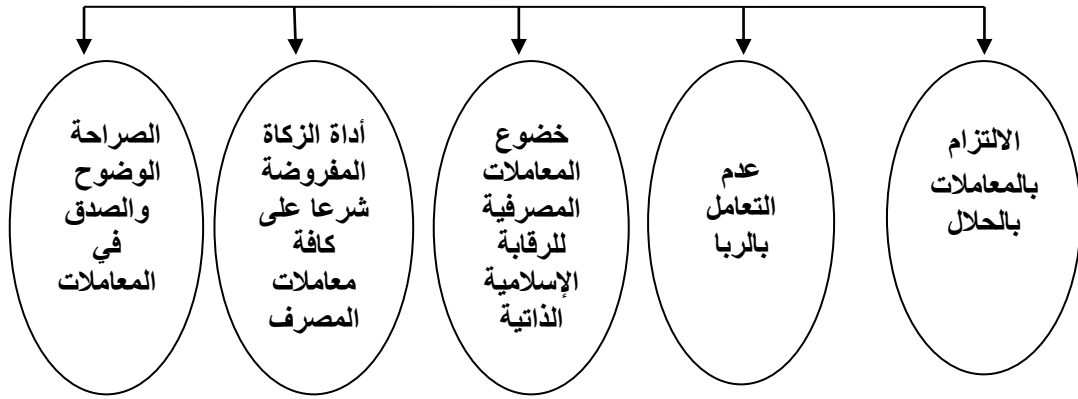 الالتزام
بالمعاملات
بالحلال
عدم
التعامل
بالربا
خضوع
المعاملات
المصرفية
للرقابة
الإسلامية
الذاتية
أداة الزكاة
المفروضة
شرعا على
كافة
معاملات
المصرف
الصراحة
الوضوح
والصدق
في
المعاملات